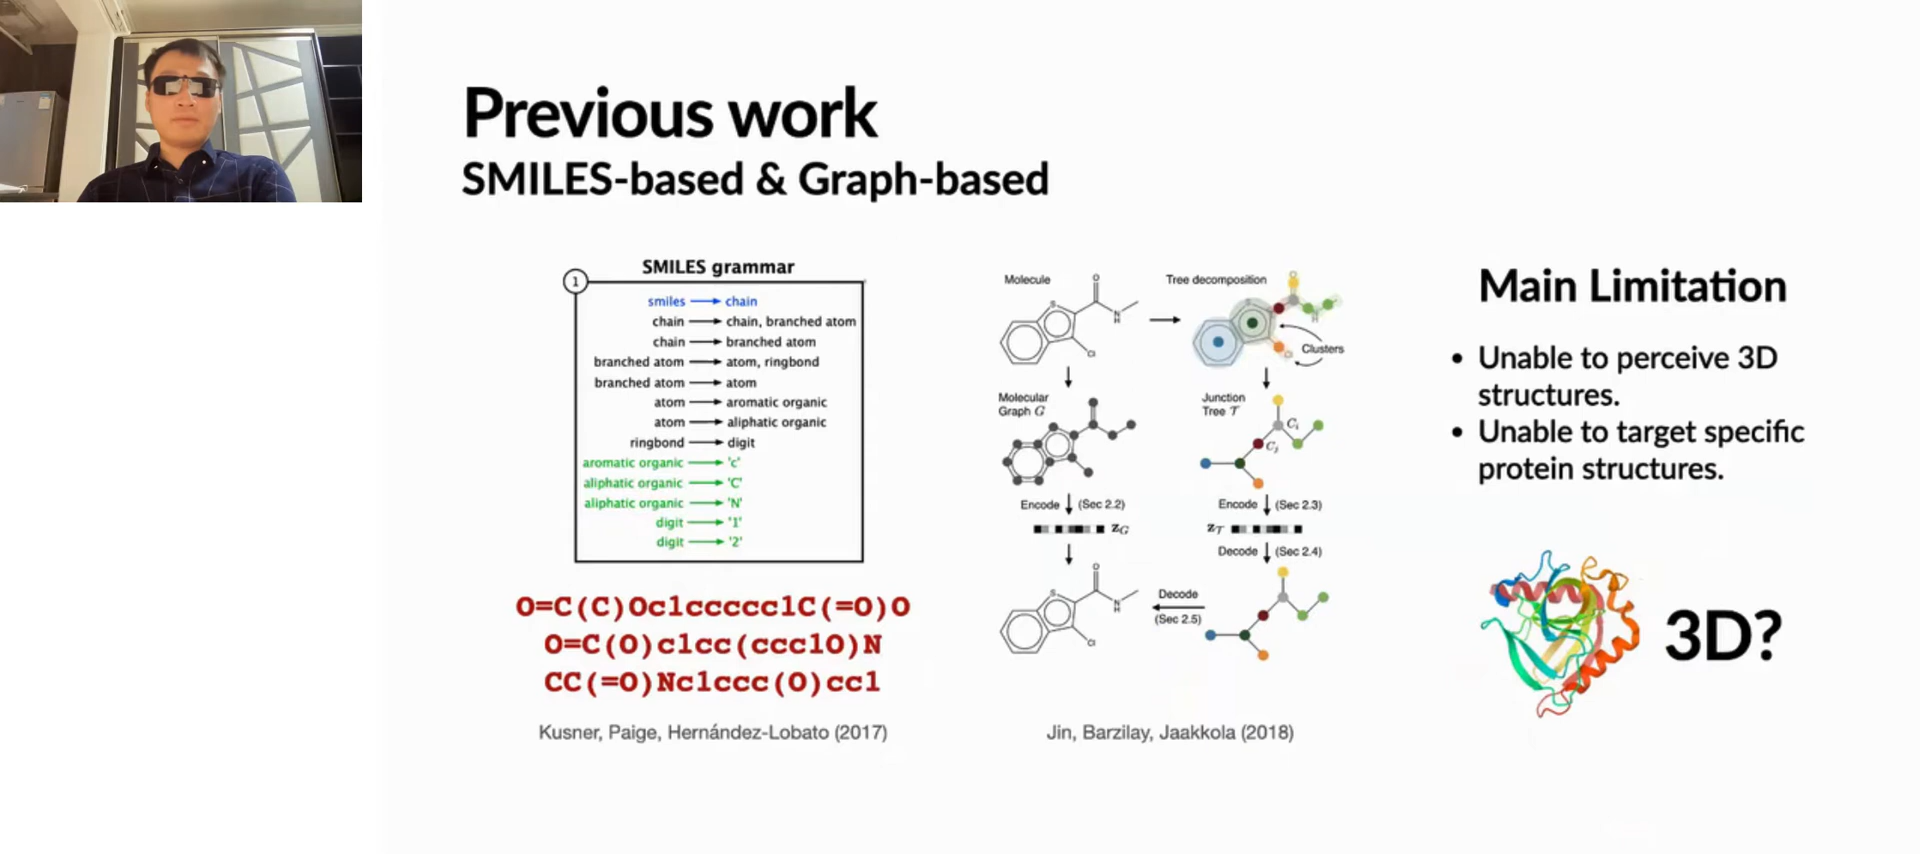 Previous work
SMILES-based & Graph-based
SMILES grammar
1
smiles → chain
chain → chain, branched atom
chain → branched atom
branched atom → atom, ringbond
branched atom → atom
atom → aromatic organic
atom → aliphatic organic
ringbond → digit
aromatic organic → 'c'
aliphatic organic → 'C'
aliphatic organic → 'N'
digit → '1'
digit → '2'
O=C(C)Oc1ccccc1C(=O)O
O=C(O)c1cc(ccc1O)N
CC(=O)Nc1ccc(O)cc1
Kusner, Paige, Hernández-Lobato (2017)
Molecule
O
S
N
H
Cl
Tree decomposition
Clusters
Molecular
Graph G
Junction
Tree 𝒯
C_i
C_j
Encode (Sec 2.2)
Encode (Sec 2.3)
z_G
z_𝒯
Decode (Sec 2.4)
O
S
N
H
Cl
Decode
(Sec 2.5)
Jin, Barzilay, Jaakkola (2018)
Main Limitation
• Unable to perceive 3D
structures.
• Unable to target specific
protein structures.
3D?